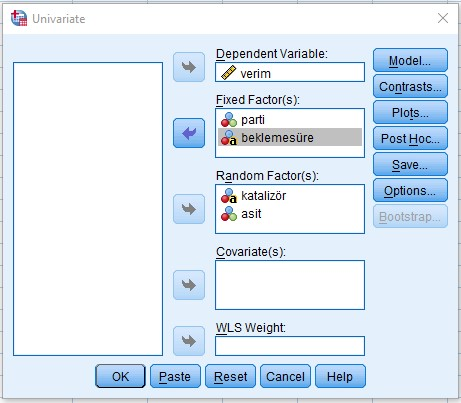 Univariate
Dependent Variable:
verim
Fixed Factor(s):
parti
beklemesüre
Random Factor(s):
katalizör
asit
Covariate(s):
WLS Weight:
Model...
Contrasts...
Plots...
Post Hoc...
Save...
Options...
Bootstrap...
OK Paste Reset Cancel Help